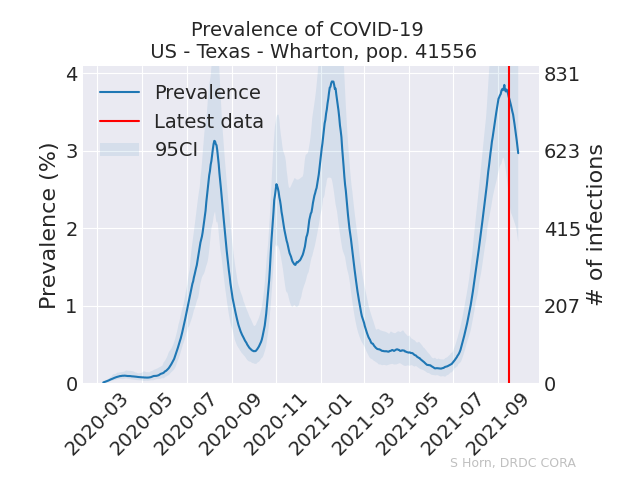 Prevalence of COVID-19
US - Texas - Wharton, pop. 41556
Prevalence
Latest data
95CI
Prevalence (%)
4
3
2
1
0
831
623
415
207
0
# of infections
2020-03
2020-05
2020-07
2020-09
2020-11
2021-01
2021-03
2021-05
2021-07
2021-09
S Horn, DRDC CORA